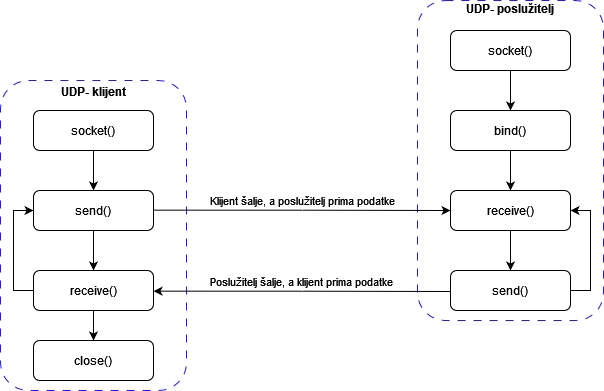 UDP- poslužitelj
socket()
bind()
receive()
send()
UDP- klijent
socket()
send()
receive()
close()
Klijent šalje, a poslužitelj prima podatke
Poslužitelj šalje, a klijent prima podatke